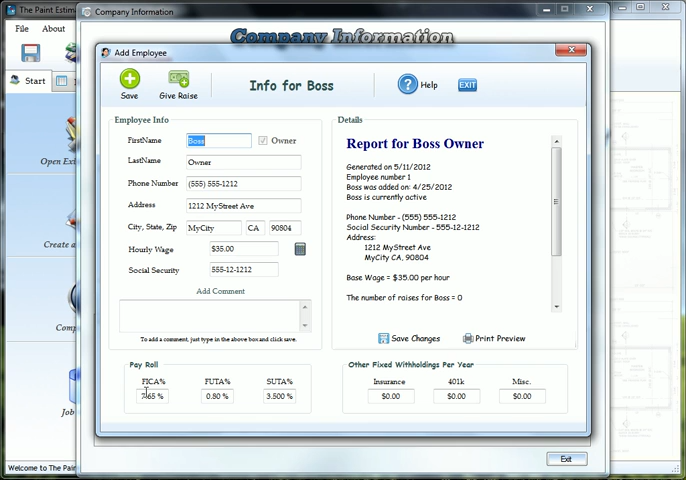 The Paint Estima
Company Information
File
About
Company Information
Add Employee
Start
Save
Give Raise
Info for Boss
Help
EXIT
Employee Info
Details
FirstName
Boss
Owner
LastName
Owner
Phone Number
(555) 555-1212
Address
1212 MyStreet Ave
City, State, Zip
MyCity
CA
90804
Hourly Wage
$35.00
Social Security
555-12-1212
Add Comment
To add a comment, just type in the above box and click save.
Report for Boss Owner
Generated on 5/11/2012
Employee number 1
Boss was added on: 4/25/2012
Boss is currently active
Phone Number - (555) 555-1212
Social Security Number - 555-12-1212
Address:
1212 MyStreet Ave
MyCity CA, 90804
Base Wage = $35.00 per hour
The number of raises for Boss = 0
Save Changes
Print Preview
Pay Roll
FICA%
FUTA%
SUTA%
7.65 %
0.80 %
3.500 %
Other Fixed Withholdings Per Year
Insurance
401k
Misc.
$0.00
$0.00
$0.00
Open Ex
Create a
Comp
Job
Exit
Welcome to The Pain